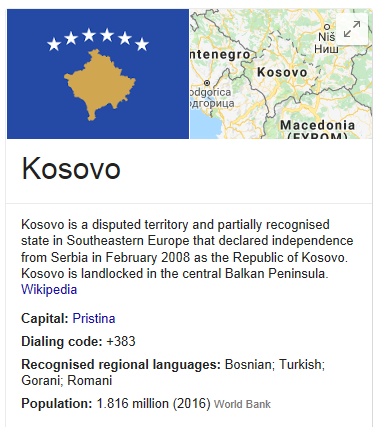 Niš
Ниш
ntenegro
Kosovo
odgorica
дгорица
Macedonia
(FYROM)
Kosovo
Kosovo is a disputed territory and partially recognised
state in Southeastern Europe that declared independence
from Serbia in February 2008 as the Republic of Kosovo.
Kosovo is landlocked in the central Balkan Peninsula.
Wikipedia
Capital: Pristina
Dialing code: +383
Recognised regional languages: Bosnian; Turkish;
Gorani; Romani
Population: 1.816 million (2016) World Bank